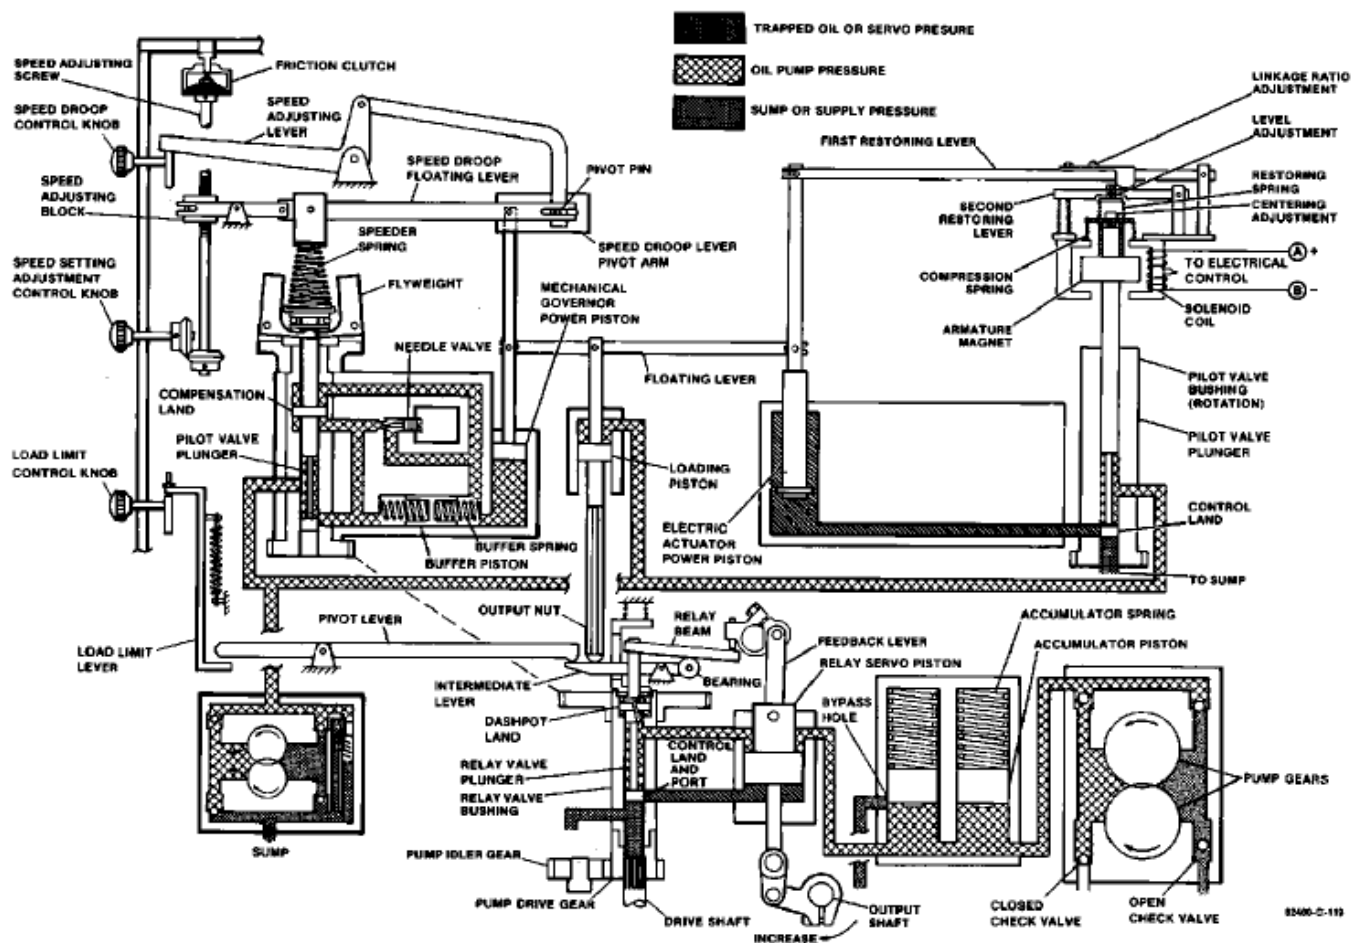 TRAPPED OIL OR SERVO PRESURE
OIL PUMP PRESSURE
SUMP OR SUPPLY PRESSURE
SPEED ADJUSTING
SCREW
FRICTION CLUTCH
SPEED DROOP
CONTROL KNOB
SPEED
ADJUSTING
LEVER
SPEED
ADJUSTING
BLOCK
SPEED DROOP
FLOATING LEVER
PIVOT PIN
SPEEDER
SPRING
SPEED DROOP LEVER
PIVOT ARM
SPEED SETTING
ADJUSTMENT
CONTROL KNOB
FLYWEIGHT
MECHANICAL
GOVERNOR
POWER PISTON
NEEDLE VALVE
COMPENSATION
LAND
FLOATING LEVER
PILOT VALVE
PLUNGER
LOAD LIMIT
CONTROL KNOB
LOADING
PISTON
BUFFER SPRING
BUFFER PISTON
ELECTRIC
ACTUATOR
POWER PISTON
LINKAGE RATIO
ADJUSTMENT
LEVEL
ADJUSTMENT
FIRST RESTORING LEVER
RESTORING
SPRING
CENTERING
ADJUSTMENT
SECOND
RESTORING
LEVER
A +
TO ELECTRICAL
CONTROL
B −
COMPRESSION
SPRING
SOLENOID
COIL
ARMATURE
MAGNET
PILOT VALVE
BUSHING
(ROTATION)
PILOT VALVE
PLUNGER
CONTROL
LAND
TO SUMP
OUTPUT NUT
PIVOT LEVER
LOAD LIMIT
LEVER
RELAY
BEAM
FEEDBACK LEVER
RELAY SERVO PISTON
ACCUMULATOR SPRING
ACCUMULATOR PISTON
INTERMEDIATE
LEVER
BEARING
BYPASS
HOLE
DASHPOT
LAND
RELAY VALVE
PLUNGER
CONTROL
LAND
AND
PORT
RELAY VALVE
BUSHING
PUMP GEARS
SUMP
PUMP IDLER GEAR
PUMP DRIVE GEAR
DRIVE SHAFT
OUTPUT
SHAFT
INCREASE
CLOSED
CHECK VALVE
OPEN
CHECK VALVE